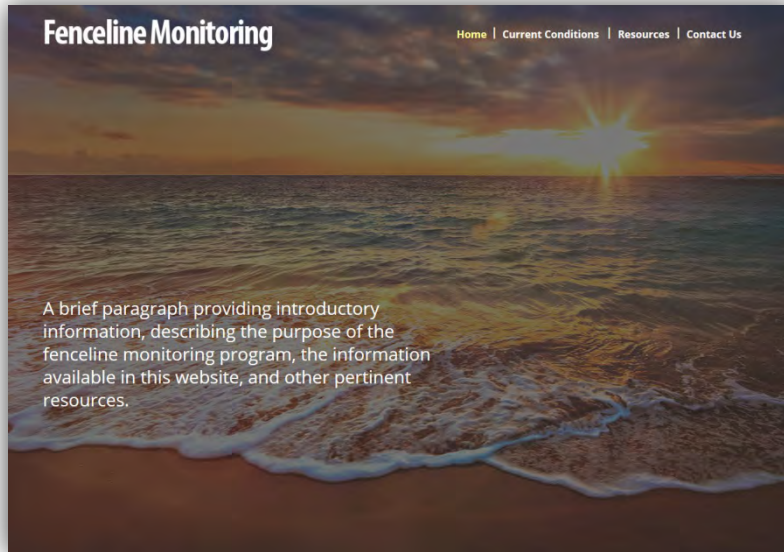 Fenceline Monitoring
Home | Current Conditions | Resources | Contact Us
A brief paragraph providing introductory
information, describing the purpose of the
fenceline monitoring program, the information
available in this website, and other pertinent
resources.